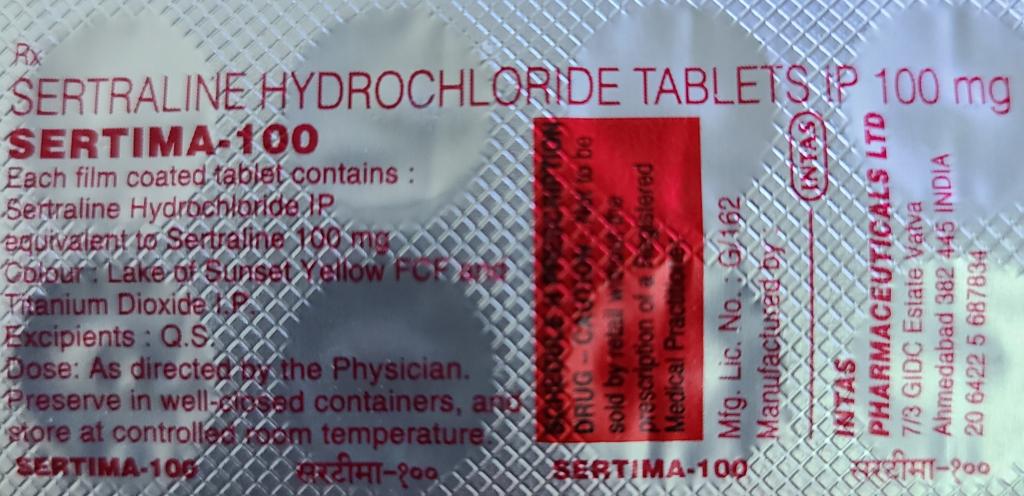 Rx
SERTRALINE HYDROCHLORIDE TABLETS IP 100 mg
SERTIMA-100
Each film coated tablet contains :
Sertraline Hydrochloride IP
equivalent to Sertraline 100 mg
Colour : Lake of Sunset Yellow FCF and
Titanium Dioxide I.P.
Excipients : Q.S.
Dose: As directed by the Physician.
Preserve in well-closed containers, and
store at controlled room temperature.
SERTIMA-100 सरटीमा-१००
SCHEDULE H PRESCRIPTION
DRUG - CAUTION Not to be
sold by retail without the
prescription of a Registered
Medical Practitioner
SERTIMA-100
Mfg. Lic. No. : G/162
Manufactured by :
INTAS
INTAS
PHARMACEUTICALS LTD
7/3 GIDC Estate Vatva
Ahmedabad 382 445 INDIA
20 6422 5 687834
सरटीमा-१००